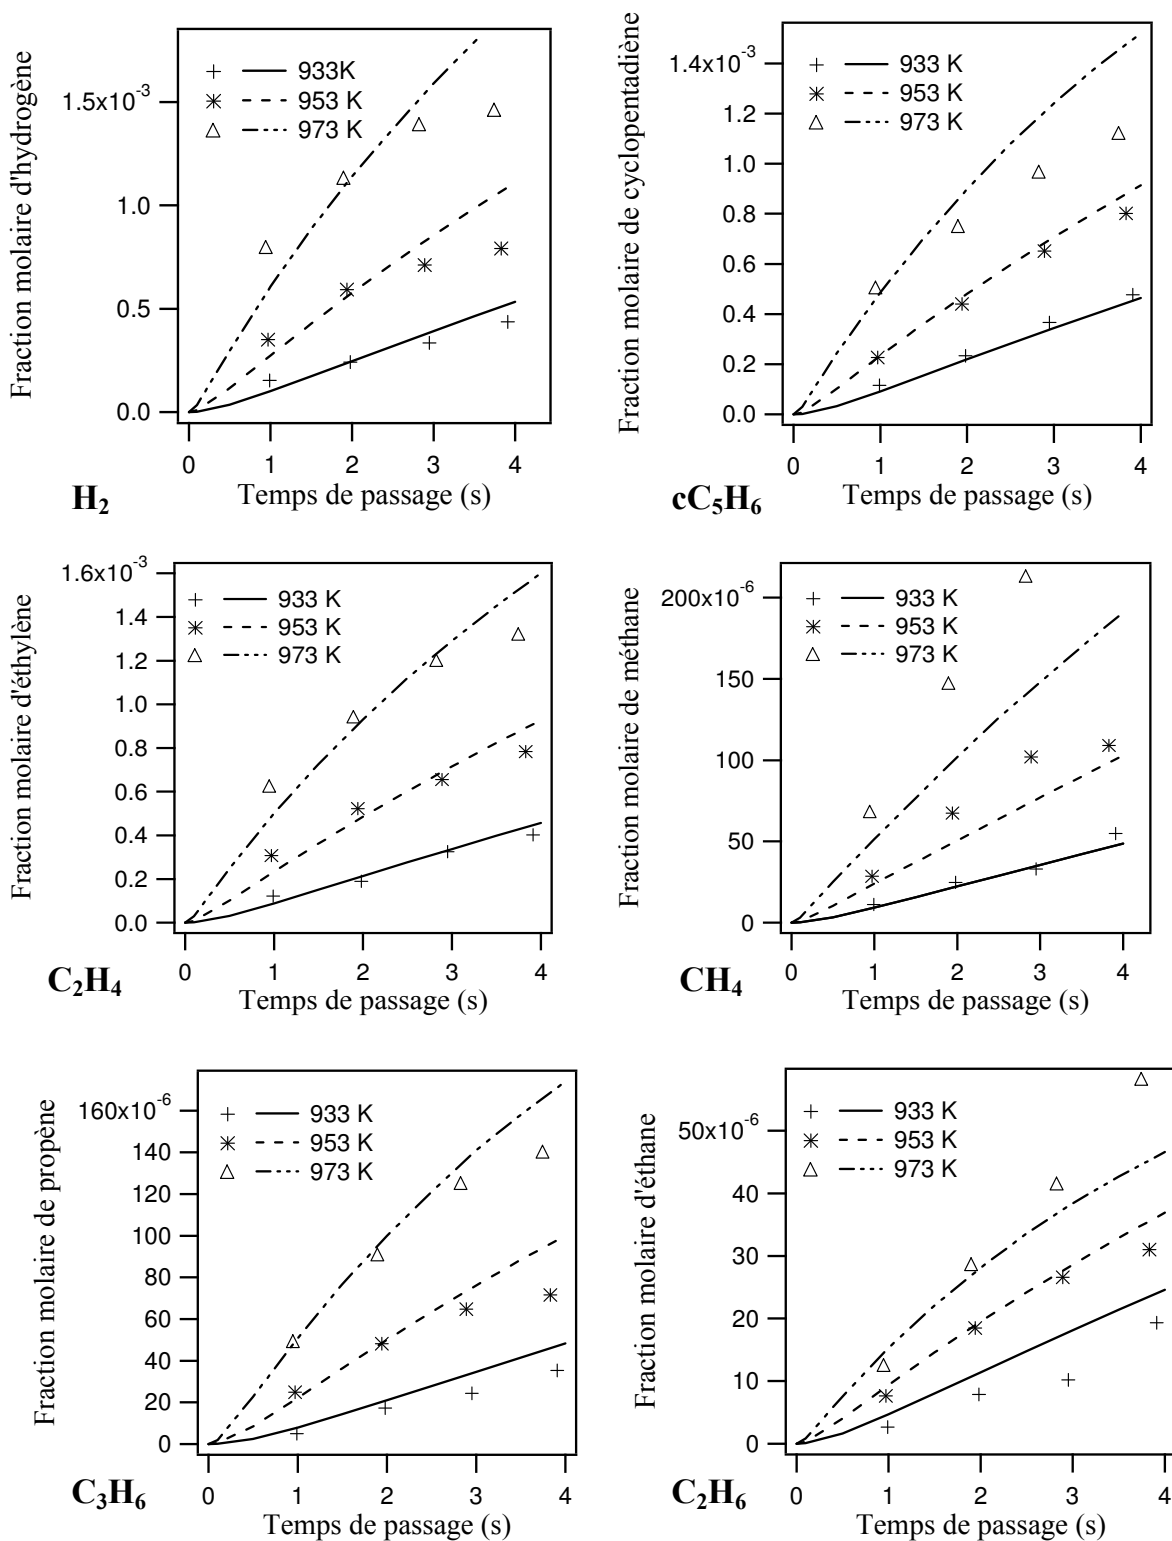 Fraction molaire d'hydrogène
1.5x10-3
1.0
0.5
0.0
933K
953 K
973 K
0 1 2 3 4
Temps de passage (s)
H2
Fraction molaire de cyclopentadiène
1.4x10-3
1.2
1.0
0.8
0.6
0.4
0.2
0.0
933 K
953 K
973 K
0 1 2 3 4
Temps de passage (s)
cC5H6
Fraction molaire d'éthylène
1.6x10-3
1.4
1.2
1.0
0.8
0.6
0.4
0.2
0.0
933 K
953 K
973 K
0 1 2 3 4
Temps de passage (s)
C2H4
Fraction molaire de méthane
200x10-6
150
100
50
0
933 K
953 K
973 K
0 1 2 3 4
Temps de passage (s)
CH4
Fraction molaire de propène
160x10-6
140
120
100
80
60
40
20
0
933 K
953 K
973 K
0 1 2 3 4
Temps de passage (s)
C3H6
Fraction molaire d'éthane
50x10-6
40
30
20
10
0
933 K
953 K
973 K
0 1 2 3 4
Temps de passage (s)
C2H6